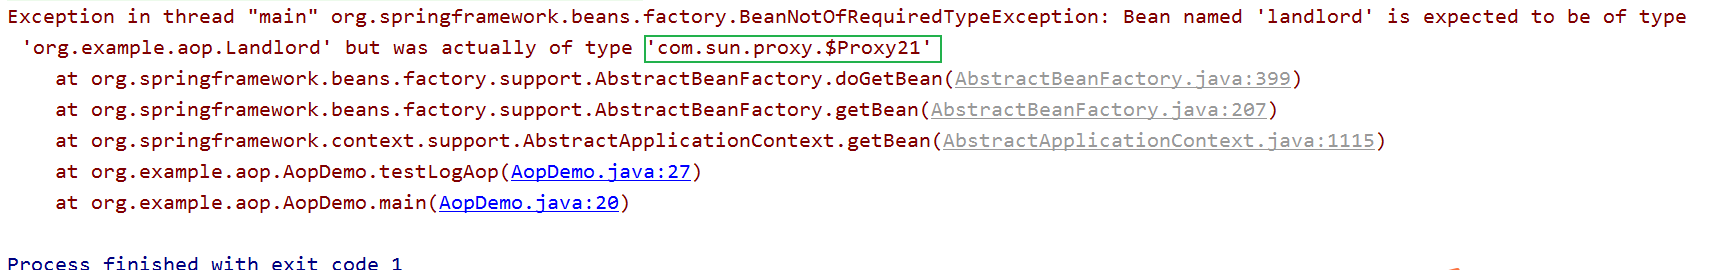 Exception in thread "main" org.springframework.beans.factory.BeanNotOfRequiredTypeException: Bean named 'landlord' is expected to be of type
'org.example.aop.Landlord' but was actually of type 'com.sun.proxy.$Proxy21'
at org.springframework.beans.factory.support.AbstractBeanFactory.doGetBean(AbstractBeanFactory.java:399)
at org.springframework.beans.factory.support.AbstractBeanFactory.getBean(AbstractBeanFactory.java:207)
at org.springframework.context.support.AbstractApplicationContext.getBean(AbstractApplicationContext.java:1115)
at org.example.aop.AopDemo.testLogAop(AopDemo.java:27)
at org.example.aop.AopDemo.main(AopDemo.java:20)
Process finished with exit code 1